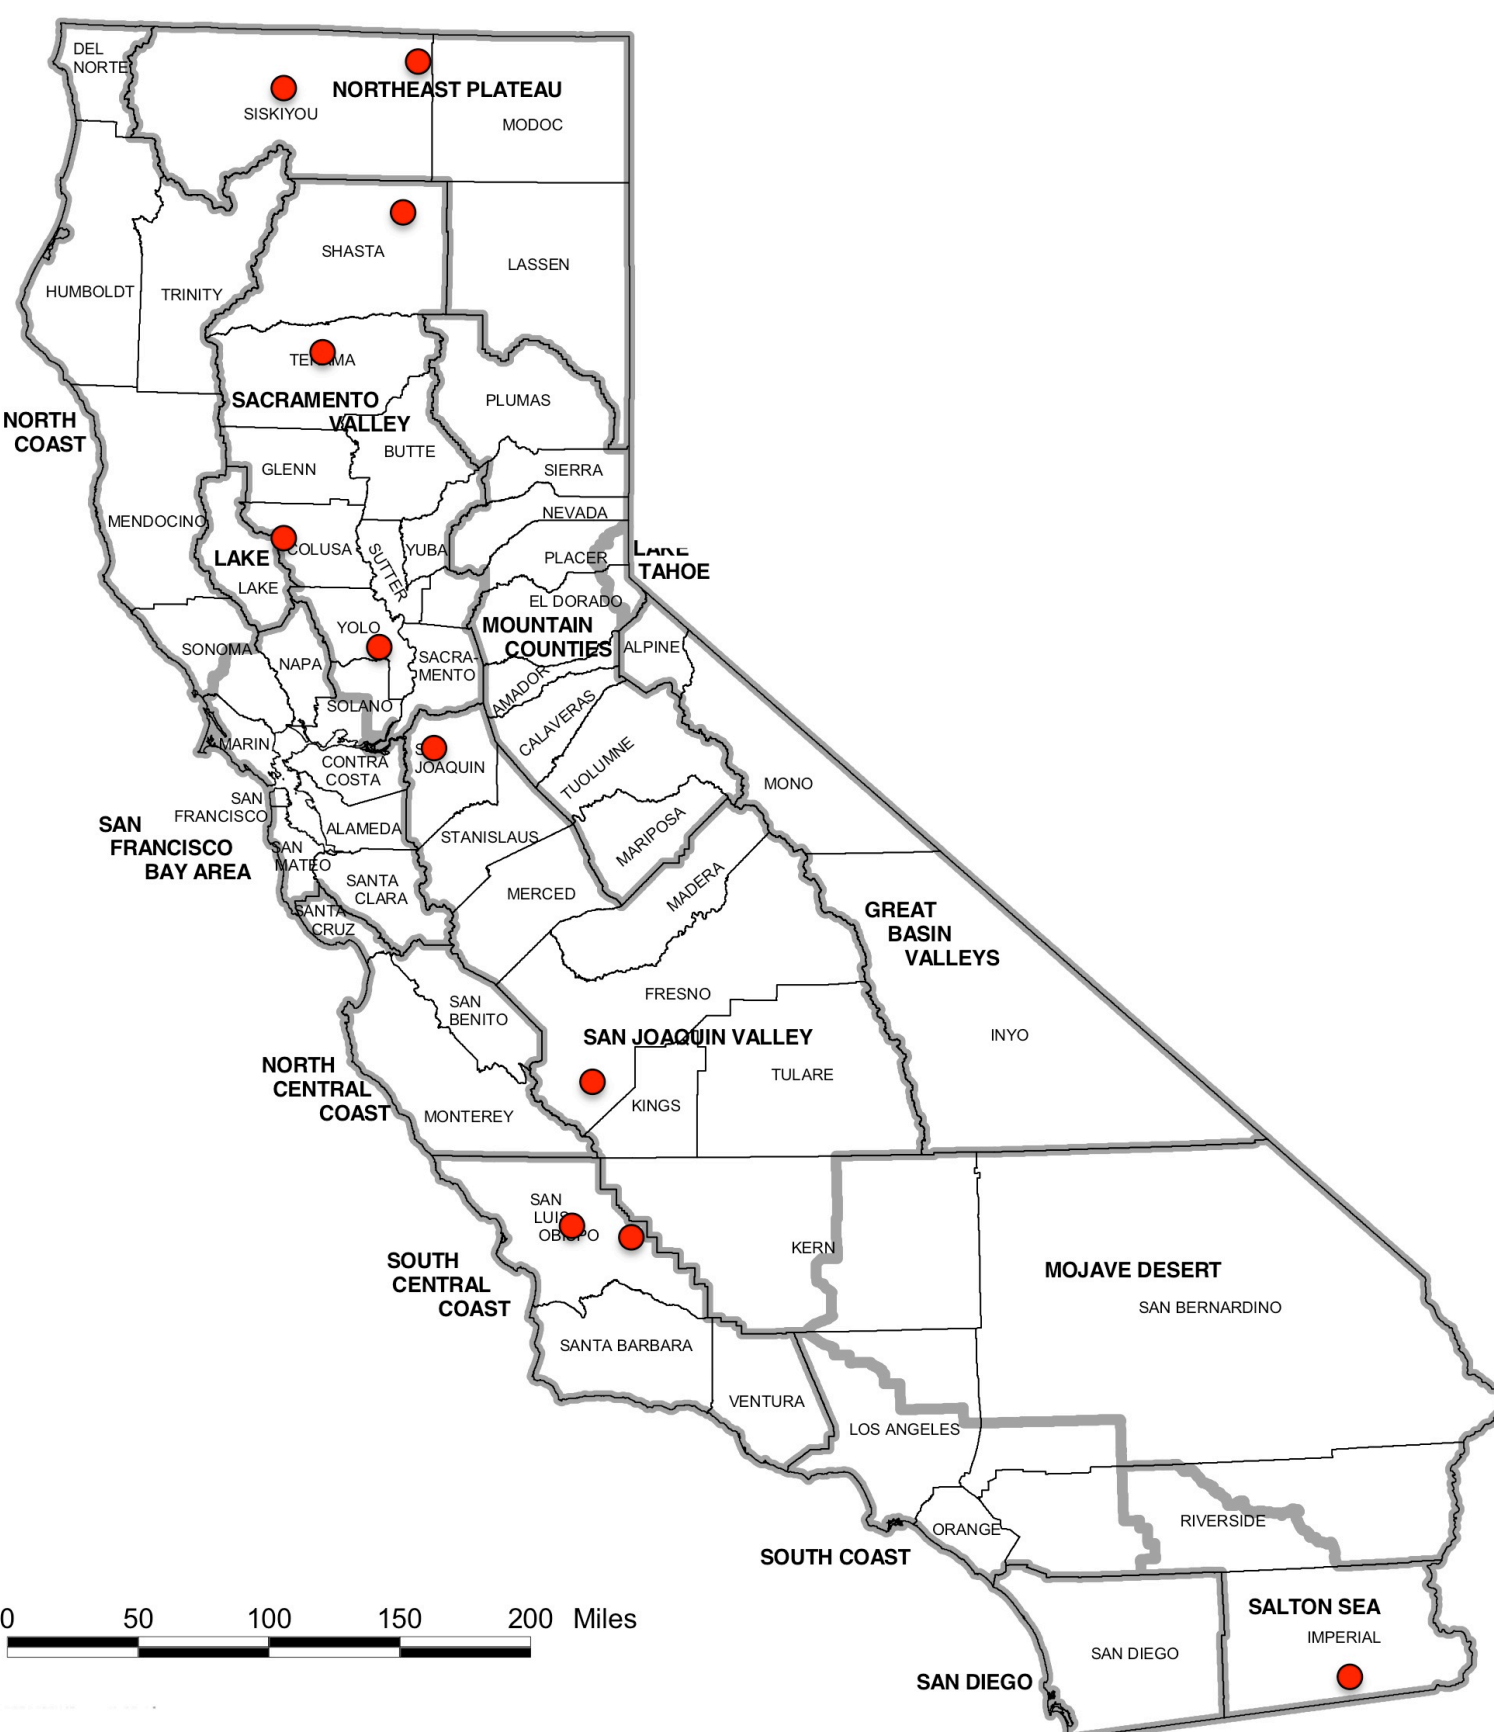 DEL
NORTE
SISKIYOU
NORTHEAST PLATEAU
MODOC
SHASTA
LASSEN
HUMBOLDT
TRINITY
SACRAMENTO
VALLEY
PLUMAS
NORTH
COAST
BUTTE
GLENN
SIERRA
MENDOCINO
NEVADA
COLUSA
SUTTER
YUBA
PLACER
LAKE
TAHOE
LAKE
LAKE
EL DORADO
YOLO
MOUNTAIN
COUNTIES
ALPINE
SONOMA
NAPA
SACRA-
MENTO
AMADOR
SOLANO
CALAVERAS
MARIN
CONTRA
COSTA
JOAQUIN
TUOLUMNE
MONO
SAN
FRANCISCO
SAN
FRANCISCO
BAY AREA
ALAMEDA
STANISLAUS
MARIPOSA
SAN
MATEO
SANTA
CLARA
MERCED
MADERA
SANTA
CRUZ
GREAT
BASIN
VALLEYS
SAN
BENITO
FRESNO
SAN JOAQUIN VALLEY
INYO
NORTH
CENTRAL
COAST
TULARE
KINGS
MONTEREY
SAN
LUIS
OBISPO
KERN
SOUTH
CENTRAL
COAST
MOJAVE DESERT
SAN BERNARDINO
SANTA BARBARA
VENTURA
LOS ANGELES
RIVERSIDE
ORANGE
SOUTH COAST
SALTON SEA
IMPERIAL
SAN DIEGO
SAN DIEGO
0 50 100 150 200 Miles